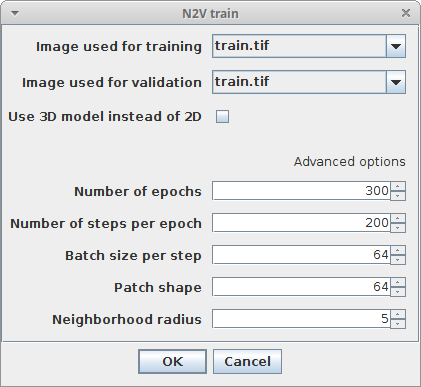 N2V train
Image used for training train.tif
Image used for validation train.tif
Use 3D model instead of 2D
Advanced options
Number of epochs 300
Number of steps per epoch 200
Batch size per step 64
Patch shape 64
Neighborhood radius 5
OK Cancel